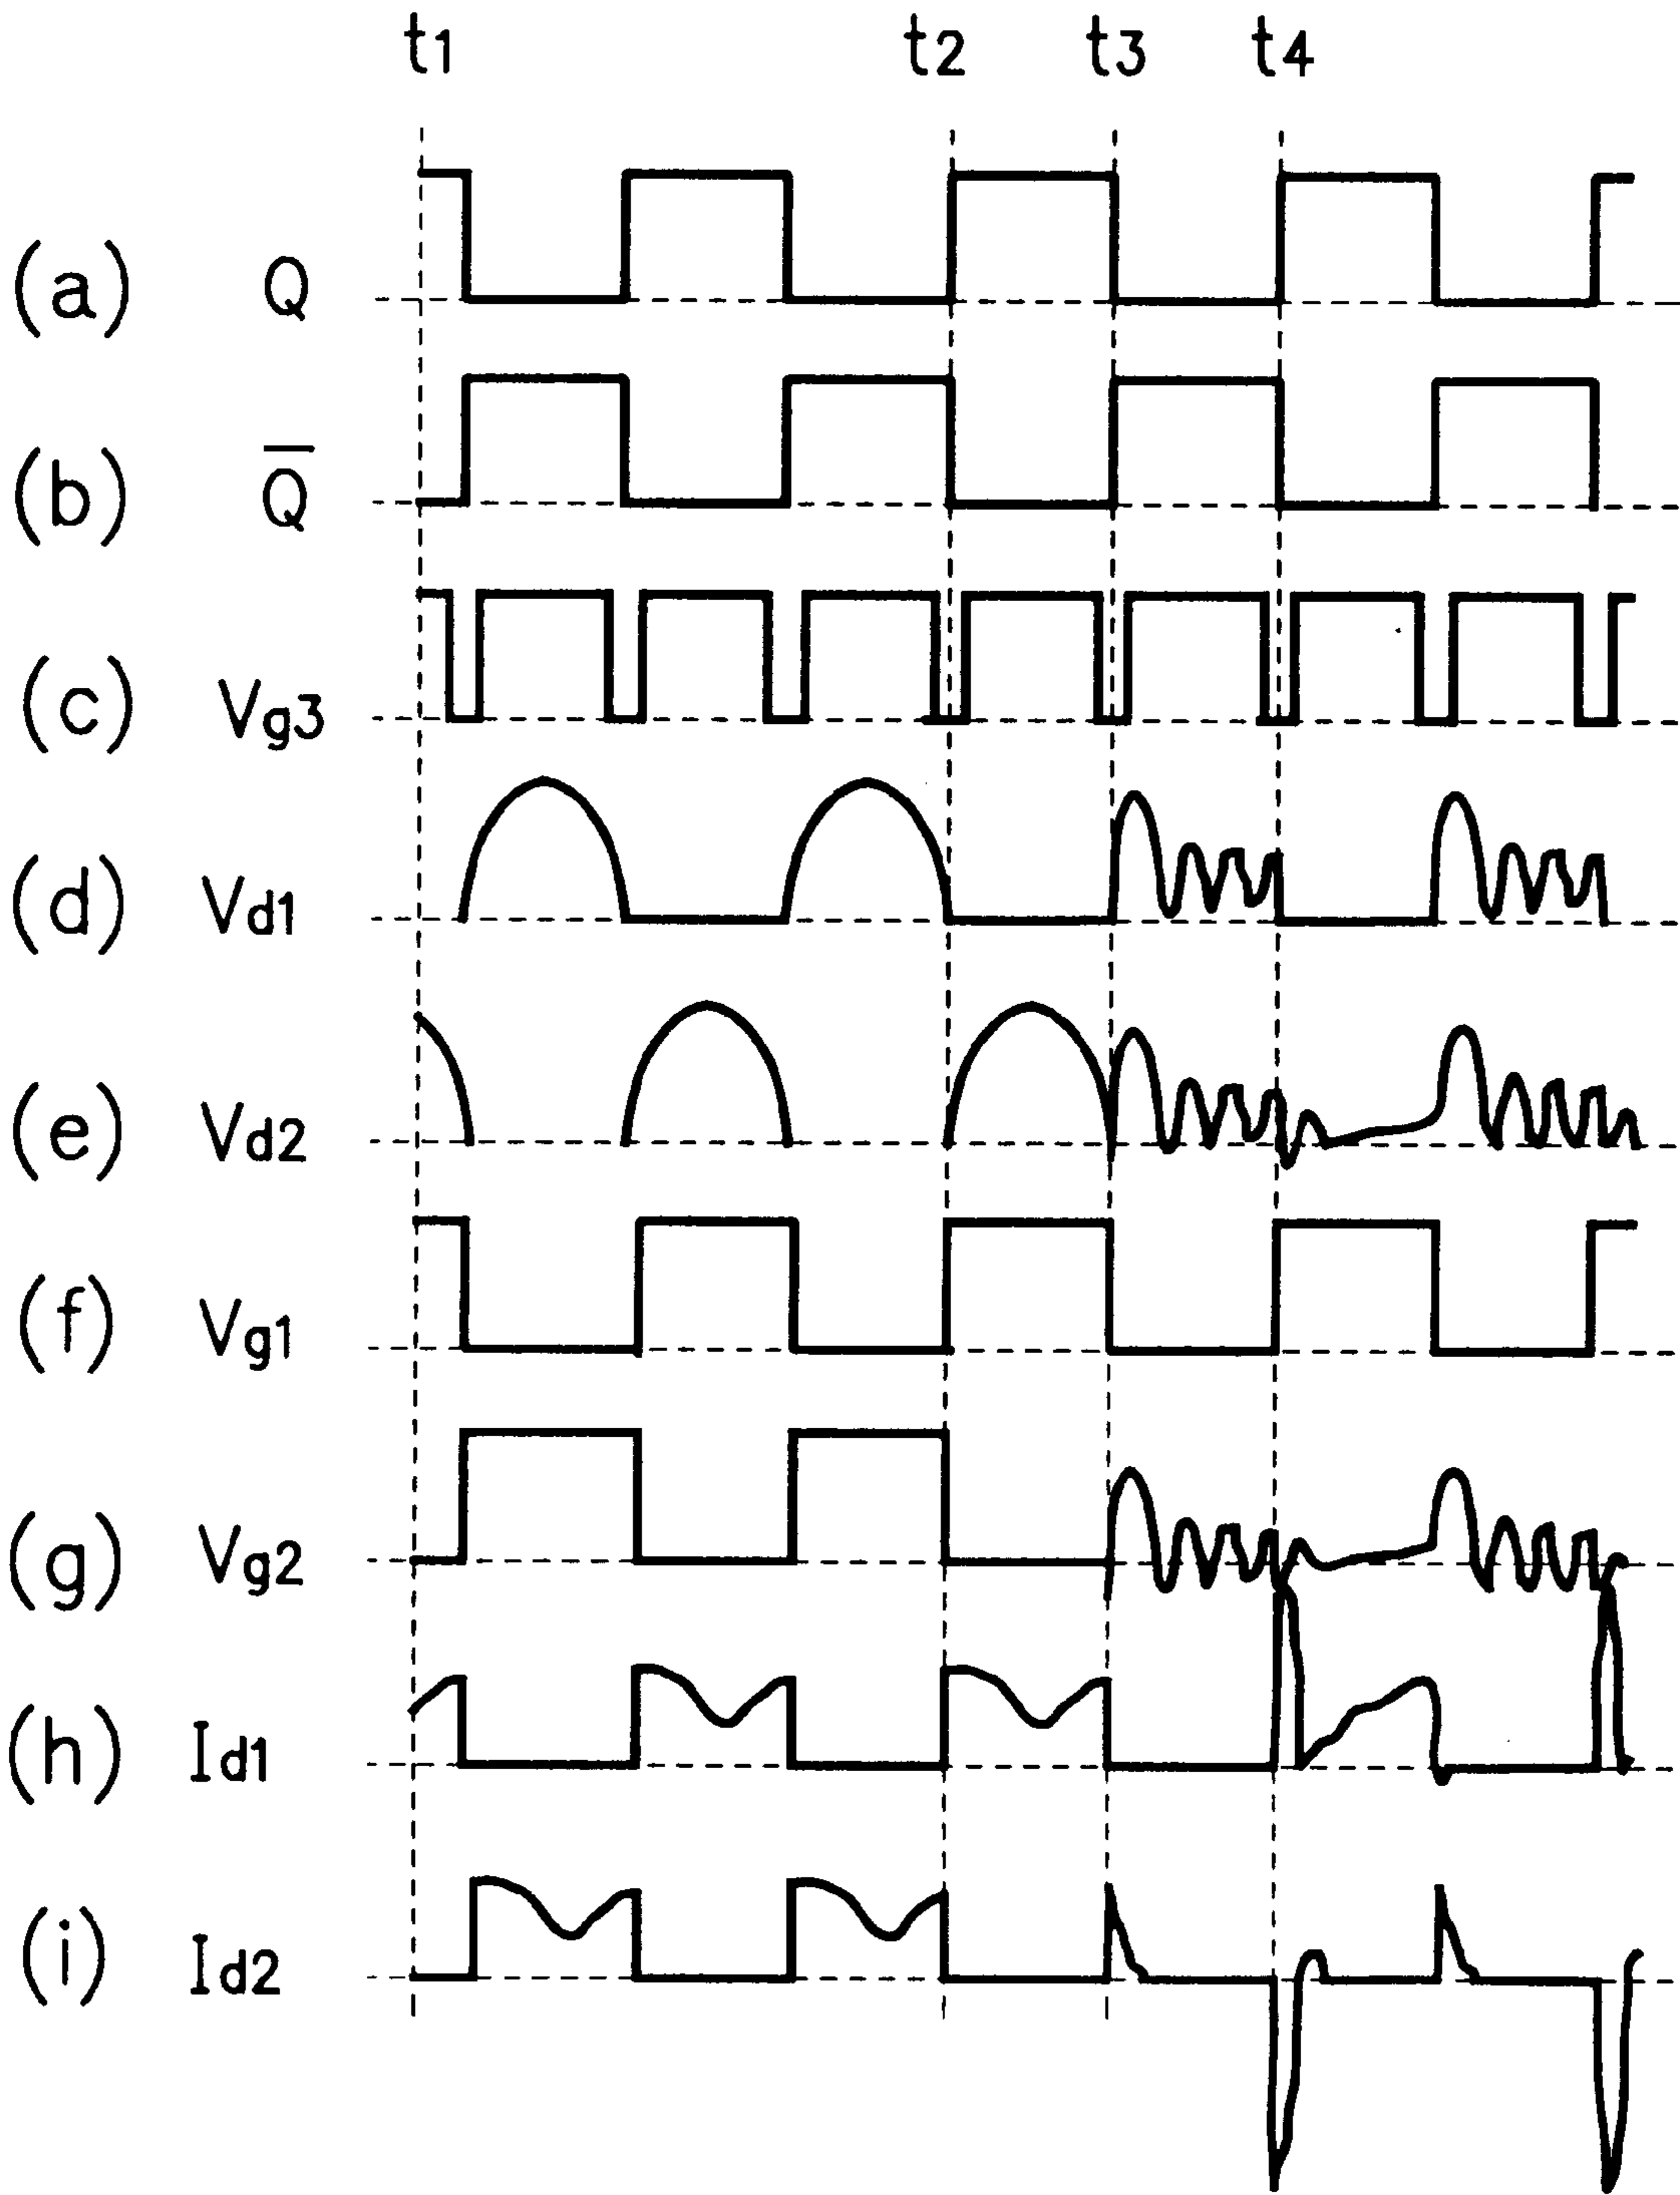 t1 t2 t3 t4
(a) Q
(b) Q̅
(c) Vg3
(d) Vd1
(e) Vd2
(f) Vg1
(g) Vg2
(h) Id1
(i) Id2